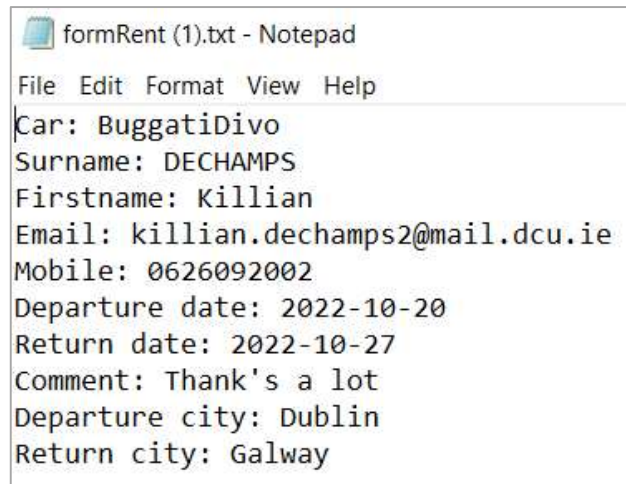 formRent (1).txt - Notepad
File Edit Format View Help
Car: BuggatiDivo
Surname: DECHAMPS
Firstname: Killian
Email: killian.dechamps2@mail.dcu.ie
Mobile: 0626092002
Departure date: 2022-10-20
Return date: 2022-10-27
Comment: Thank's a lot
Departure city: Dublin
Return city: Galway